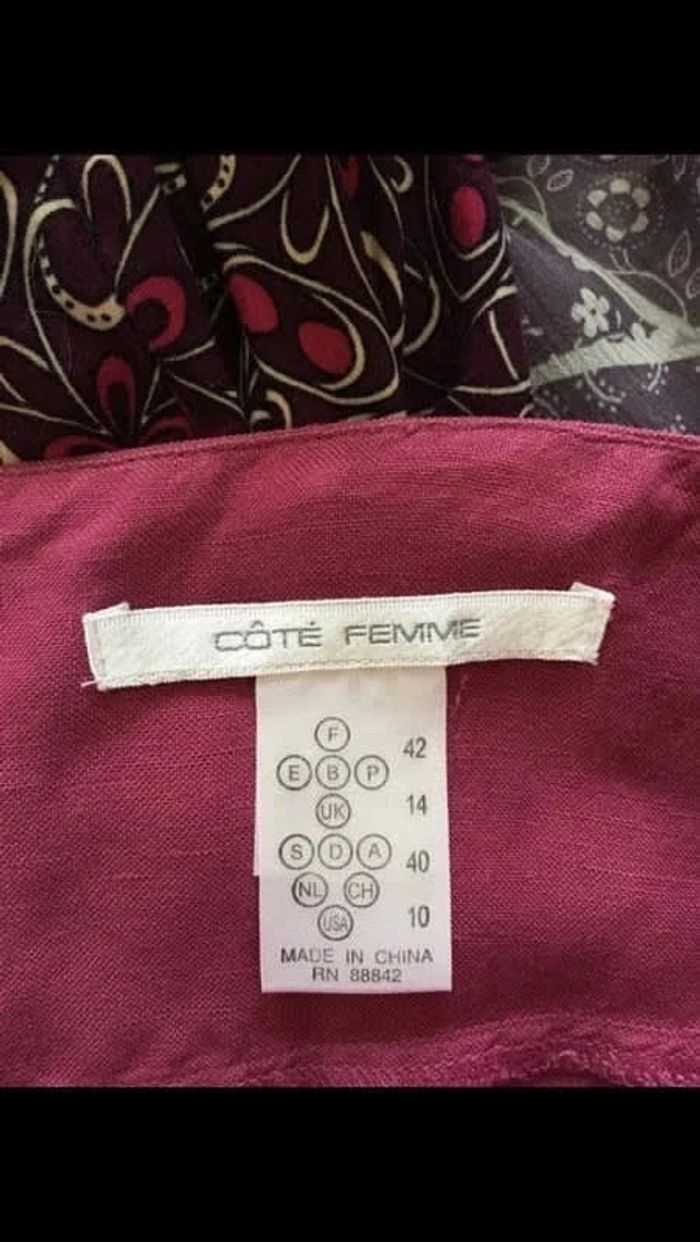 CÔTÉ FEMME
F
42
E B P
UK 14
S D A 40
NL CH
USA 10
MADE IN CHINA
RN 88842